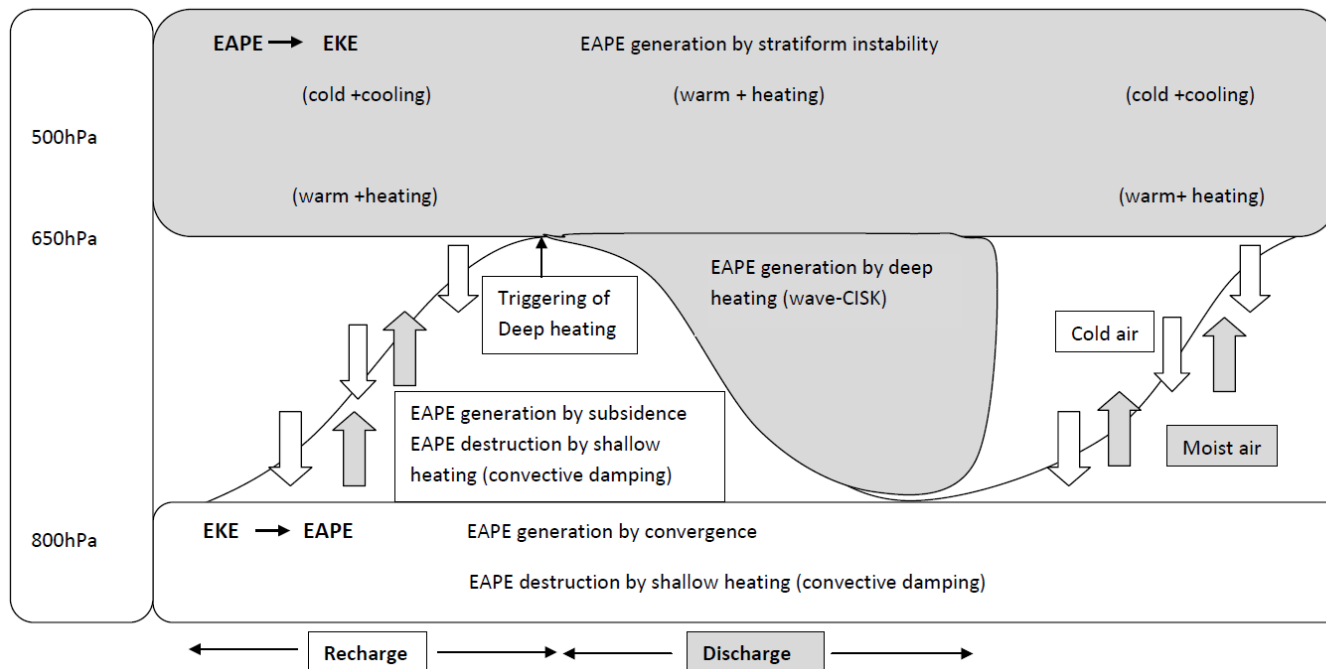 EAPE → EKE
EAPE generation by stratiform instability
(cold +cooling)
(warm + heating)
(cold +cooling)
500hPa
(warm +heating)
(warm+ heating)
650hPa
EAPE generation by deep
heating (wave-CISK)
Triggering of
Deep heating
Cold air
EAPE generation by subsidence
EAPE destruction by shallow
heating (convective damping)
Moist air
800hPa
EKE → EAPE
EAPE generation by convergence
EAPE destruction by shallow heating (convective damping)
Recharge
Discharge